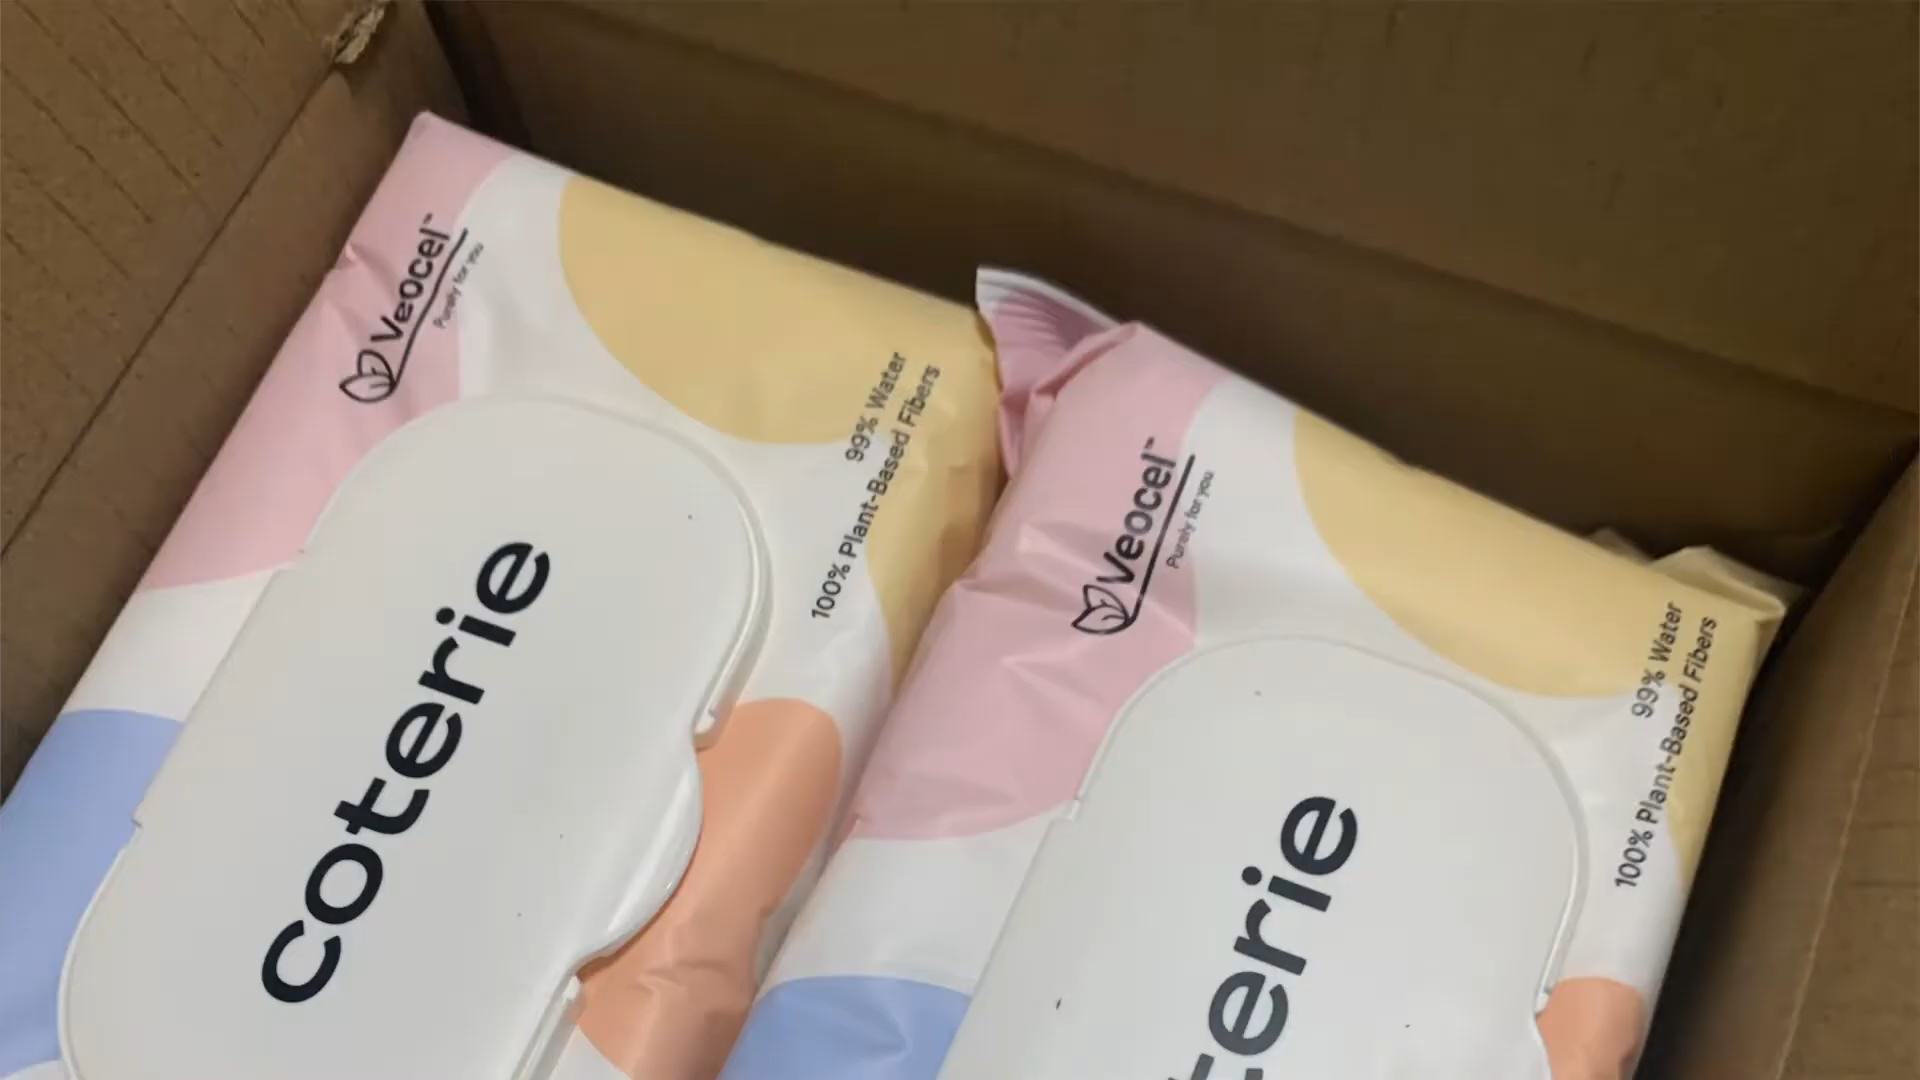 Veocel™
Purely for you
99% Water
100% Plant-Based Fibers
coterie
Veocel™
Purely for you
99% Water
100% Plant-Based Fibers
terie